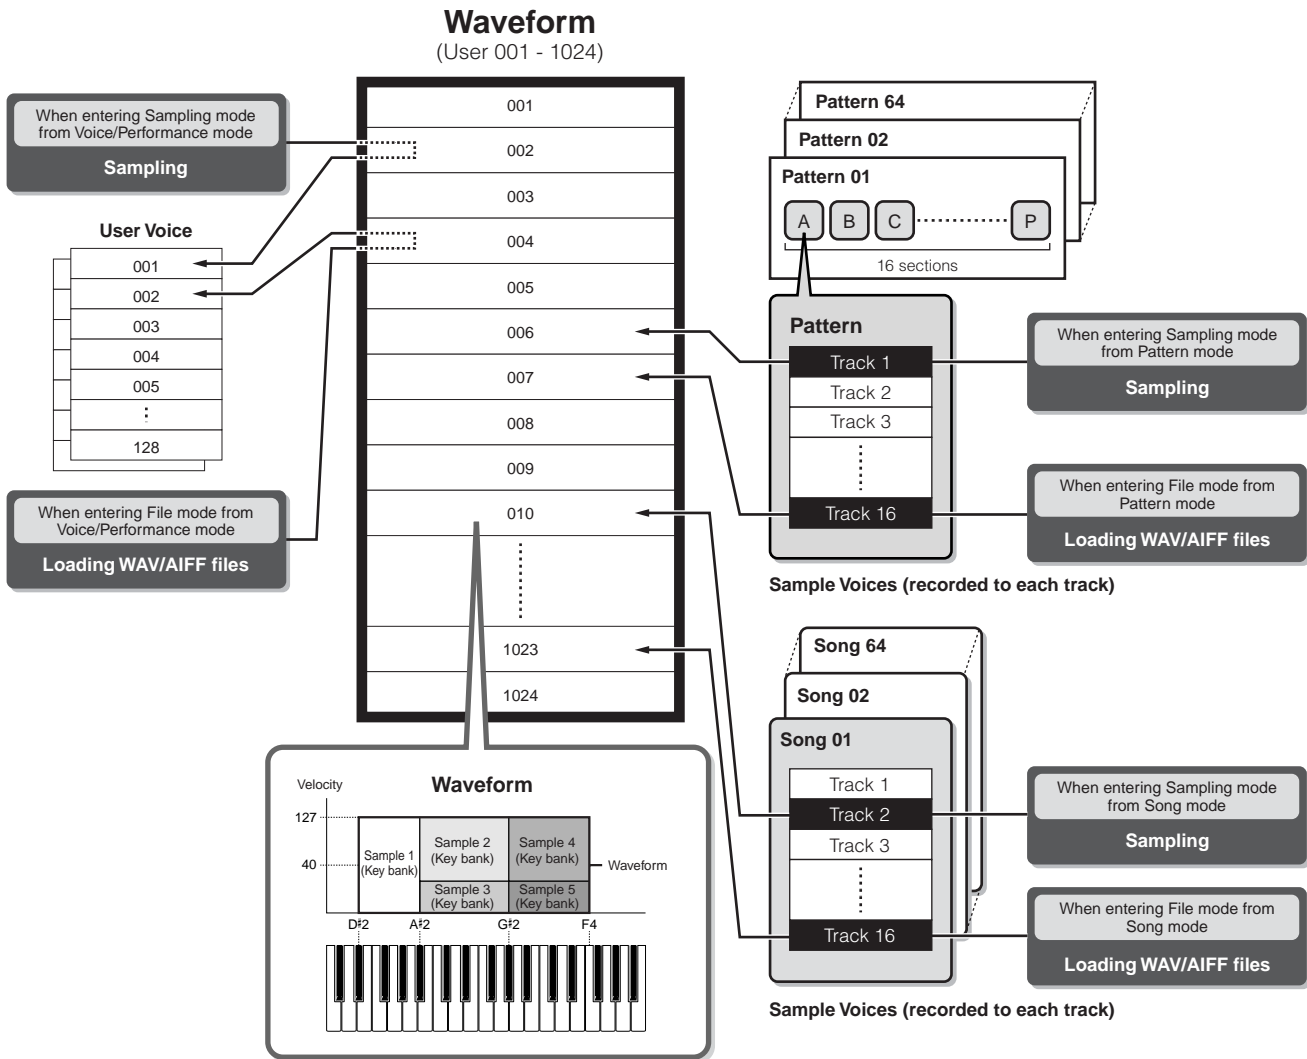 Waveform
(User 001 - 1024)
When entering Sampling mode
from Voice/Performance mode
Sampling
User Voice
001
002
003
004
005
128
When entering File mode from
Voice/Performance mode
Loading WAV/AIFF files
001
002
003
004
005
006
007
008
009
010
1023
1024
Pattern 64
Pattern 02
Pattern 01
A B C P
16 sections
Pattern
Track 1
Track 2
Track 3
Track 16
Sample Voices (recorded to each track)
When entering Sampling mode
from Pattern mode
Sampling
When entering File mode from
Pattern mode
Loading WAV/AIFF files
Song 64
Song 02
Song 01
Track 1
Track 2
Track 3
Track 16
Sample Voices (recorded to each track)
When entering Sampling mode
from Song mode
Sampling
When entering File mode from
Song mode
Loading WAV/AIFF files
Velocity
Waveform
127
40
Sample 1
(Key bank)
Sample 2
(Key bank)
Sample 3
(Key bank)
Sample 4
(Key bank)
Sample 5
(Key bank)
Waveform
D♯2 A♯2 G♯2 F4